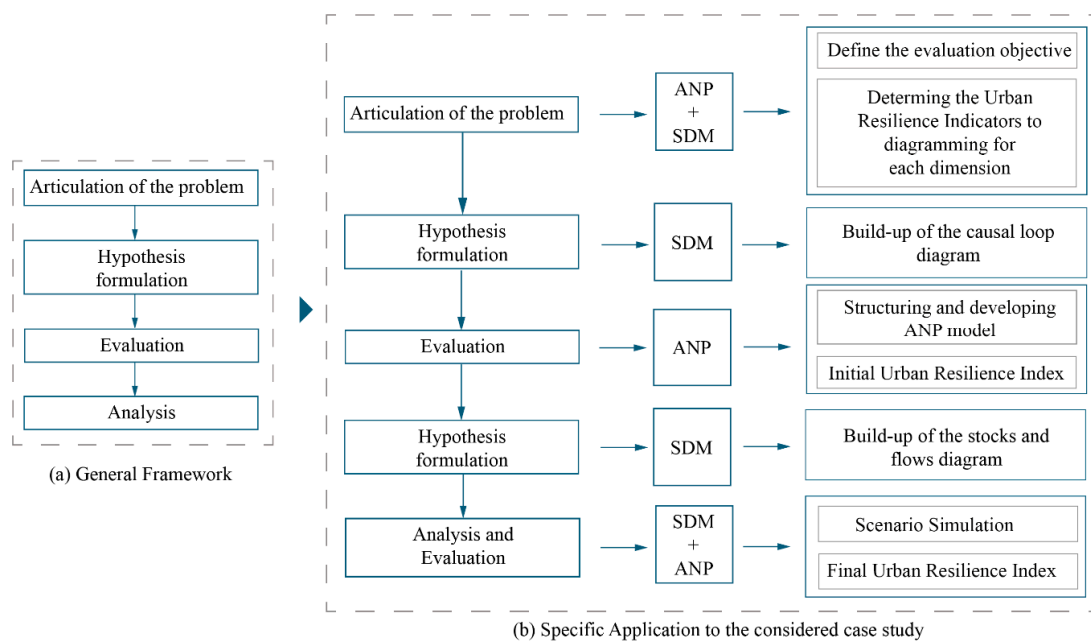 Articulation of the problem
Hypothesis
formulation
Evaluation
Analysis
(a) General Framework
Articulation of the problem
ANP
+
SDM
Define the evaluation objective
Determing the Urban
Resilience Indicators to
diagramming for
each dimension
Hypothesis
formulation
SDM
Build-up of the causal loop
diagram
Evaluation
ANP
Structuring and developing
ANP model
Initial Urban Resilience Index
Hypothesis
formulation
SDM
Build-up of the stocks and
flows diagram
Analysis and
Evaluation
SDM
+
ANP
Scenario Simulation
Final Urban Resilience Index
(b) Specific Application to the considered case study